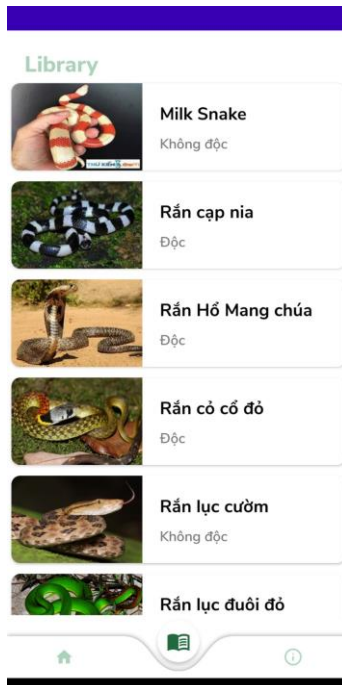 Library
Milk Snake
Không độc
Rắn cạp nia
Độc
Rắn Hổ Mang chúa
Độc
Rắn cỏ cổ đỏ
Độc
Rắn lục cườm
Không độc
Rắn lục đuôi đỏ